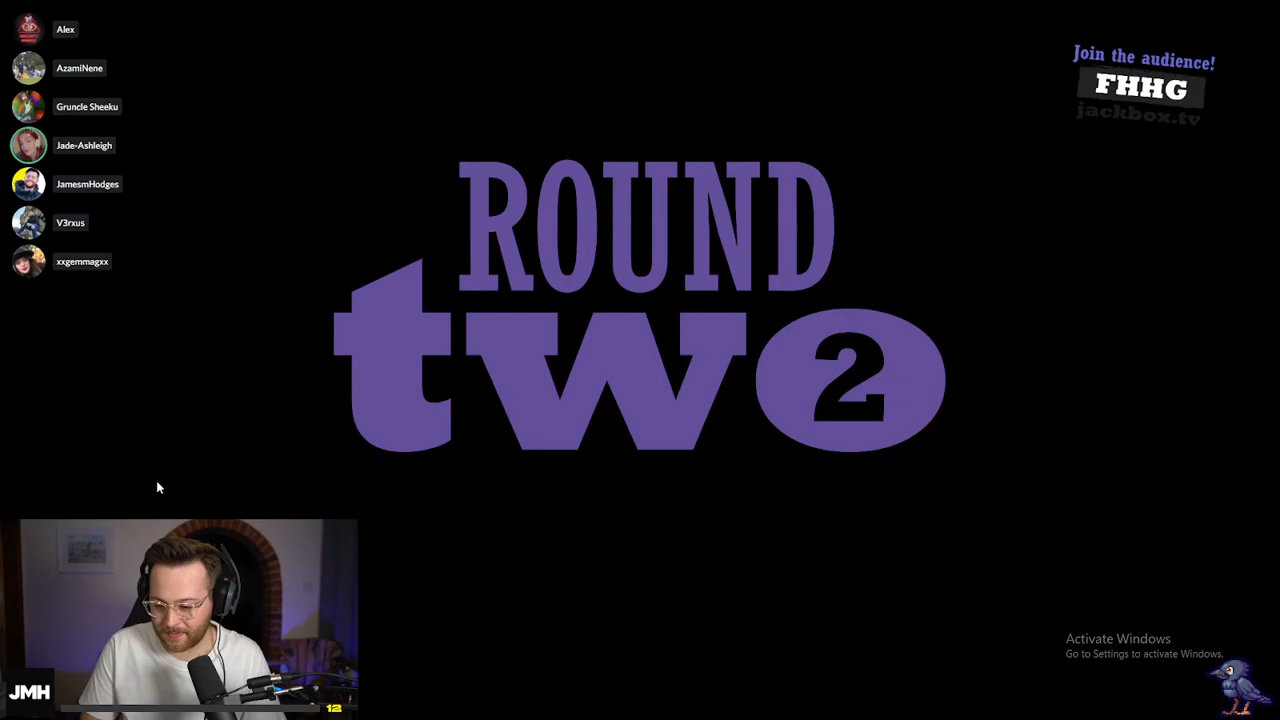 Alex
AzamiNene
Gruncle Sheeku
Jade-Ashleigh
JamesmHodges
V3rxus
xxgemmagxx
Join the audience!
FHHG
jackbox.tv
ROUND
two
2
Activate Windows
Go to Settings to activate Windows.
JMH
12